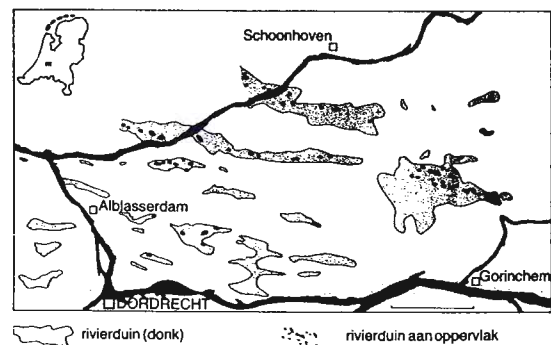 Schoonhoven
Alblasserdam
Gorinchem
DORDRECHT
rivierduin (donk)
rivierduin aan oppervlak